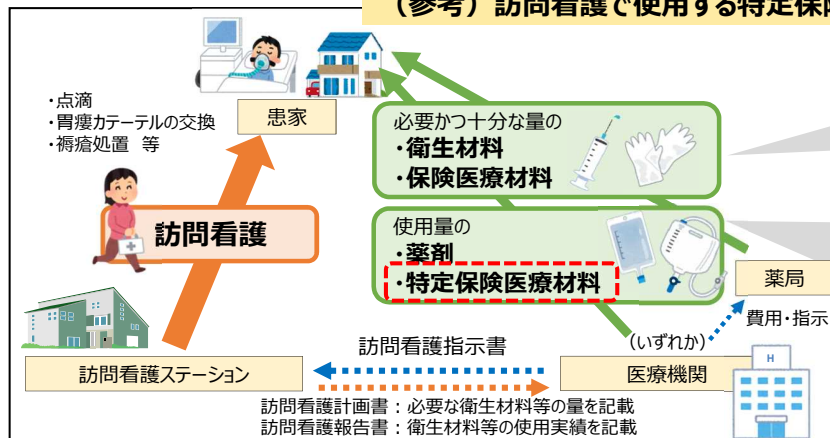 （参考）訪問看護で使用する特定保険
・点滴
・胃瘻カテーテルの交換
・褥瘡処置 等
患家
必要かつ十分な量の
・衛生材料
・保険医療材料
訪問看護
使用量の
・薬剤
・特定保険医療材料
薬局
費用・指示
(いずれか)
訪問看護指示書
訪問看護ステーション
医療機関
H
訪問看護計画書：必要な衛生材料等の量を記載
訪問看護報告書：衛生材料等の使用実績を記載